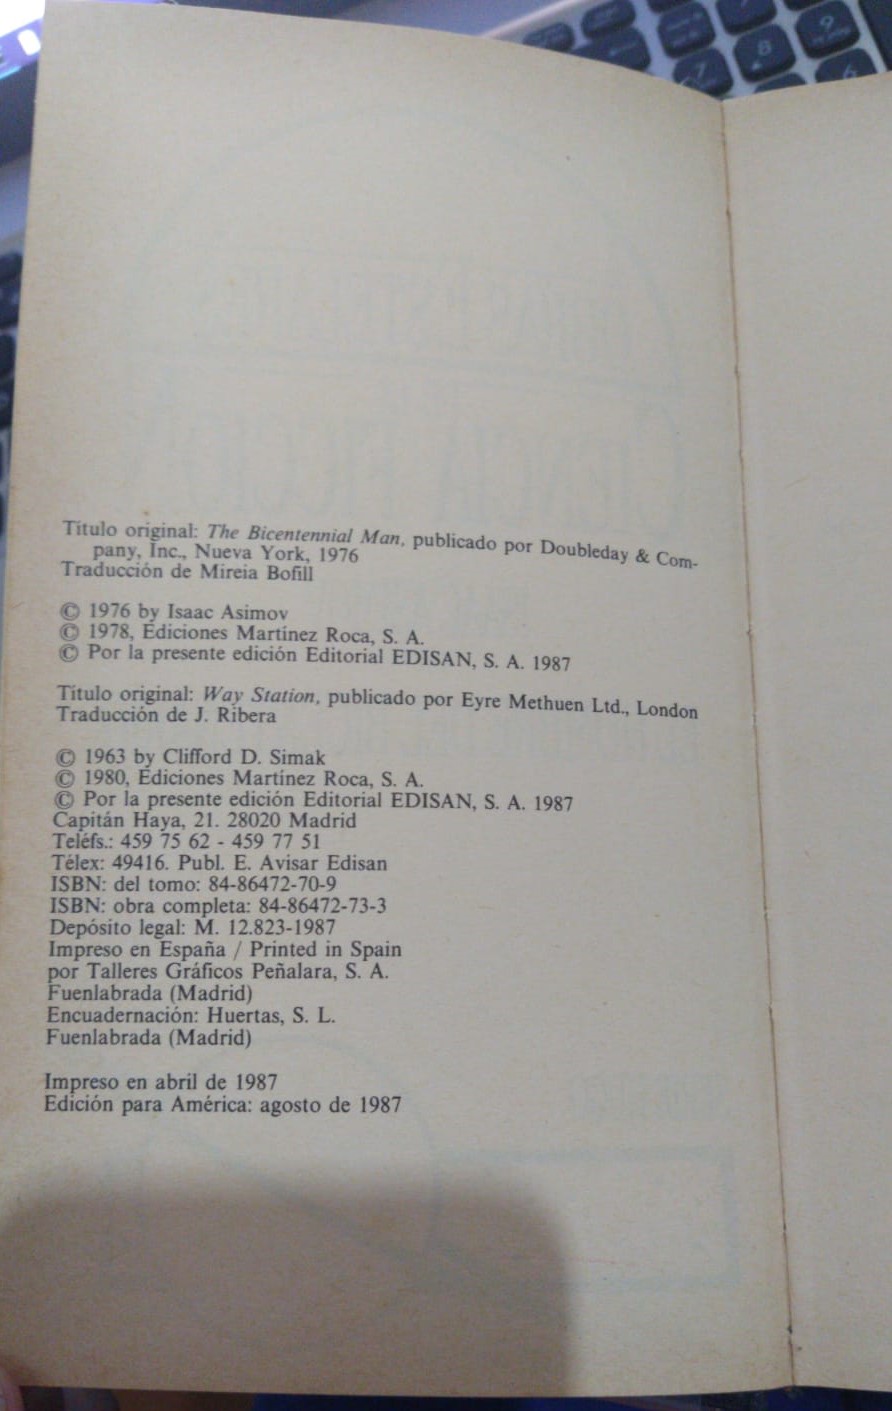 Título original: The Bicentennial Man, publicado por Doubleday & Com-
pany, Inc., Nueva York, 1976
Traducción de Mireia Bofill
© 1976 by Isaac Asimov
© 1978, Ediciones Martínez Roca, S. A.
© Por la presente edición Editorial EDISAN, S. A. 1987
Título original: Way Station, publicado por Eyre Methuen Ltd., London
Traducción de J. Ribera
© 1963 by Clifford D. Simak
© 1980, Ediciones Martínez Roca, S. A.
© Por la presente edición Editorial EDISAN, S. A. 1987
Capitán Haya, 21. 28020 Madrid
Teléfs.: 459 75 62 - 459 77 51
Télex: 49416. Publ. E. Avisar Edisan
ISBN: del tomo: 84-86472-70-9
ISBN: obra completa: 84-86472-73-3
Depósito legal: M. 12.823-1987
Impreso en España / Printed in Spain
por Talleres Gráficos Peñalara, S. A.
Fuenlabrada (Madrid)
Encuadernación: Huertas, S. L.
Fuenlabrada (Madrid)
Impreso en abril de 1987
Edición para América: agosto de 1987